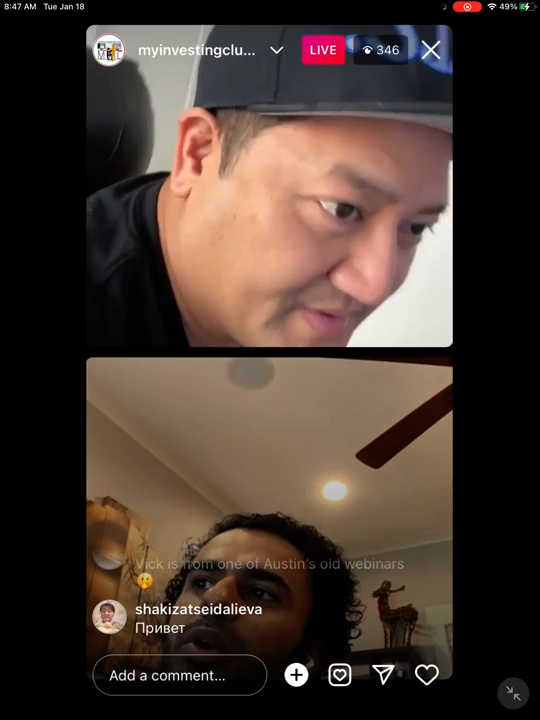 8:47 AM Tue Jan 18
49%
myinvestingclu...
LIVE
346
Vick is from one of Austin's old webinars
🤫
shakizatseidalieva
Привет
Add a comment...